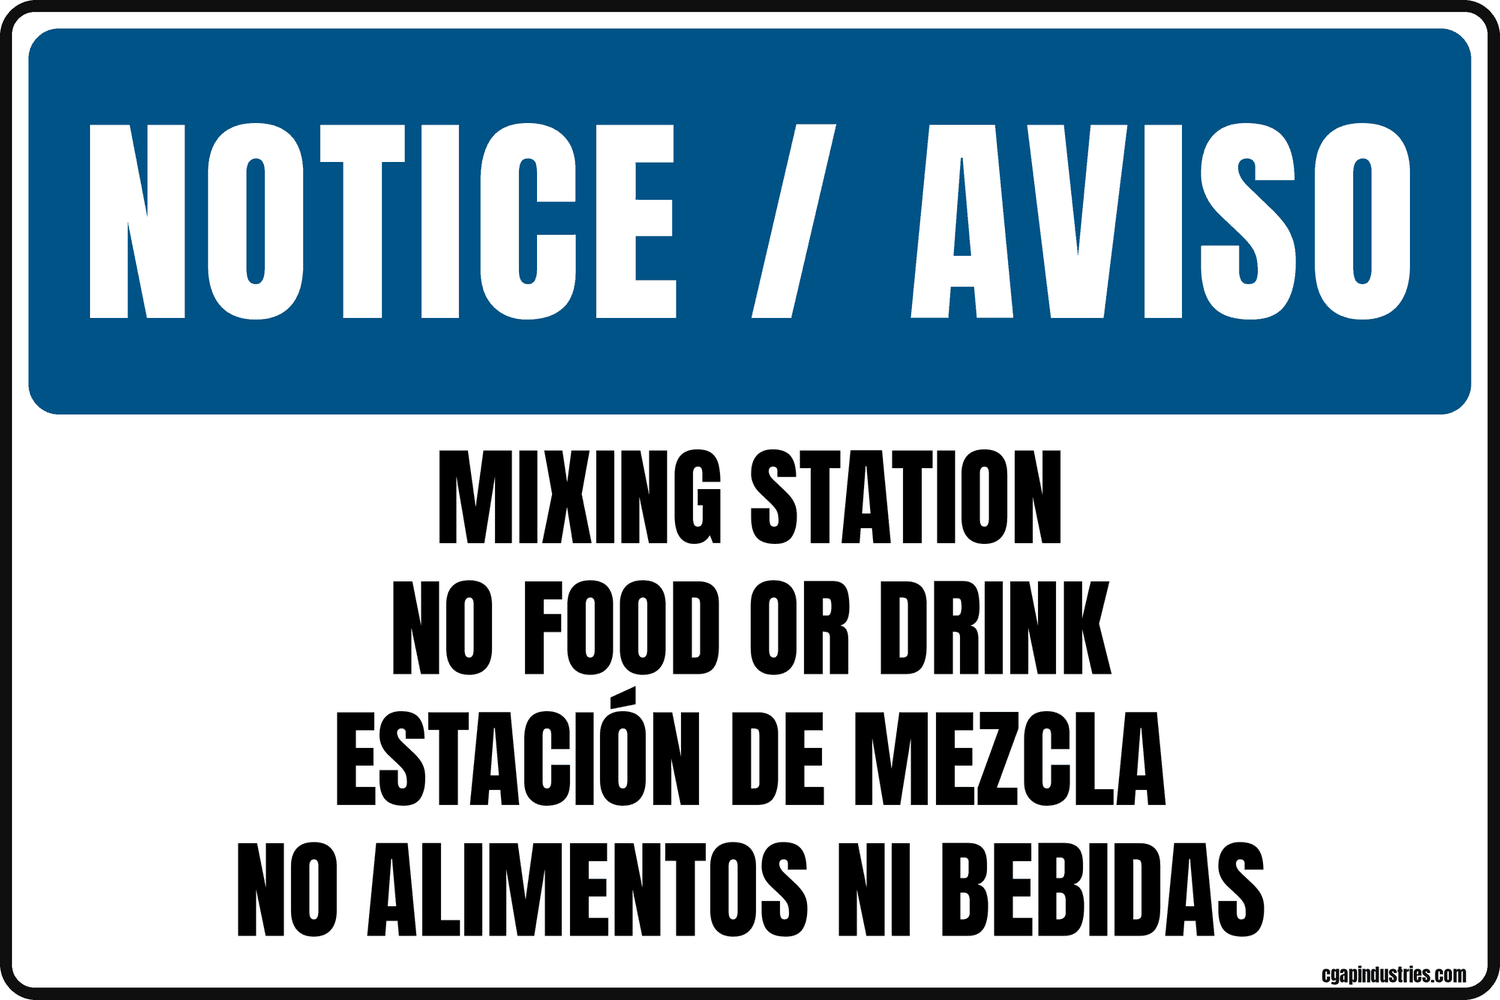 NOTICE / AVISO
MIXING STATION
NO FOOD OR DRINK
ESTACIÓN DE MEZCLA
NO ALIMENTOS NI BEBIDAS
cgapindustries.com